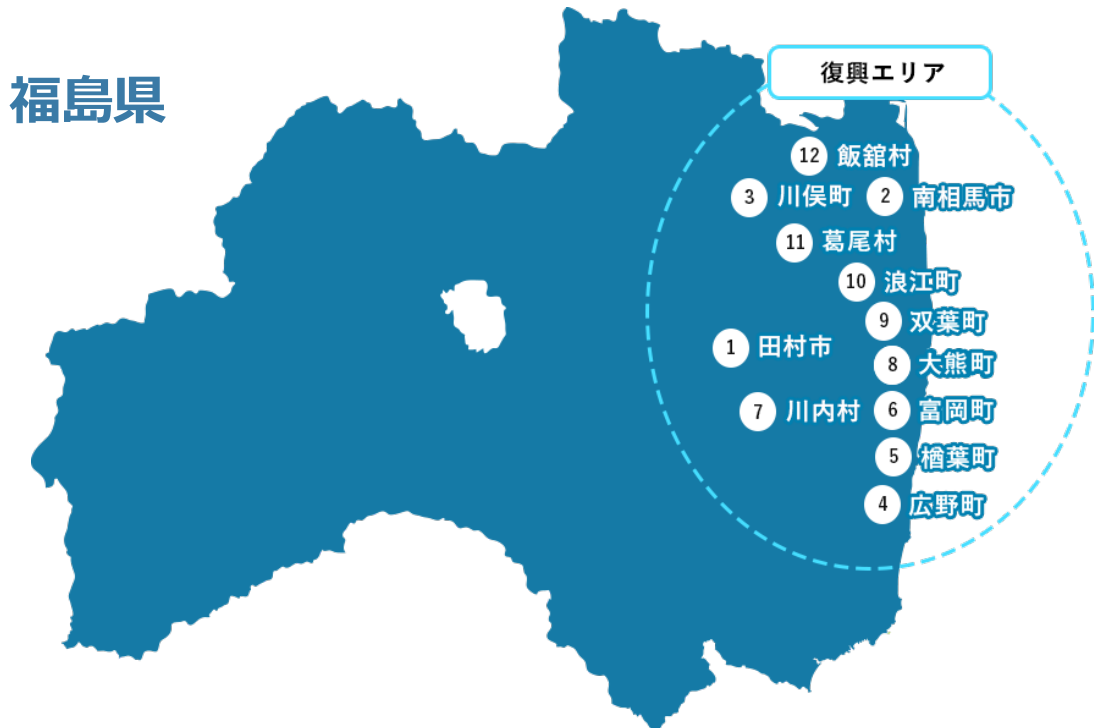 福島県
復興エリア
12 飯舘村
3 川俣町
2 南相馬市
11 葛尾村
10 浪江町
9 双葉町
1 田村市
8 大熊町
7 川内村
6 富岡町
5 楢葉町
4 広野町